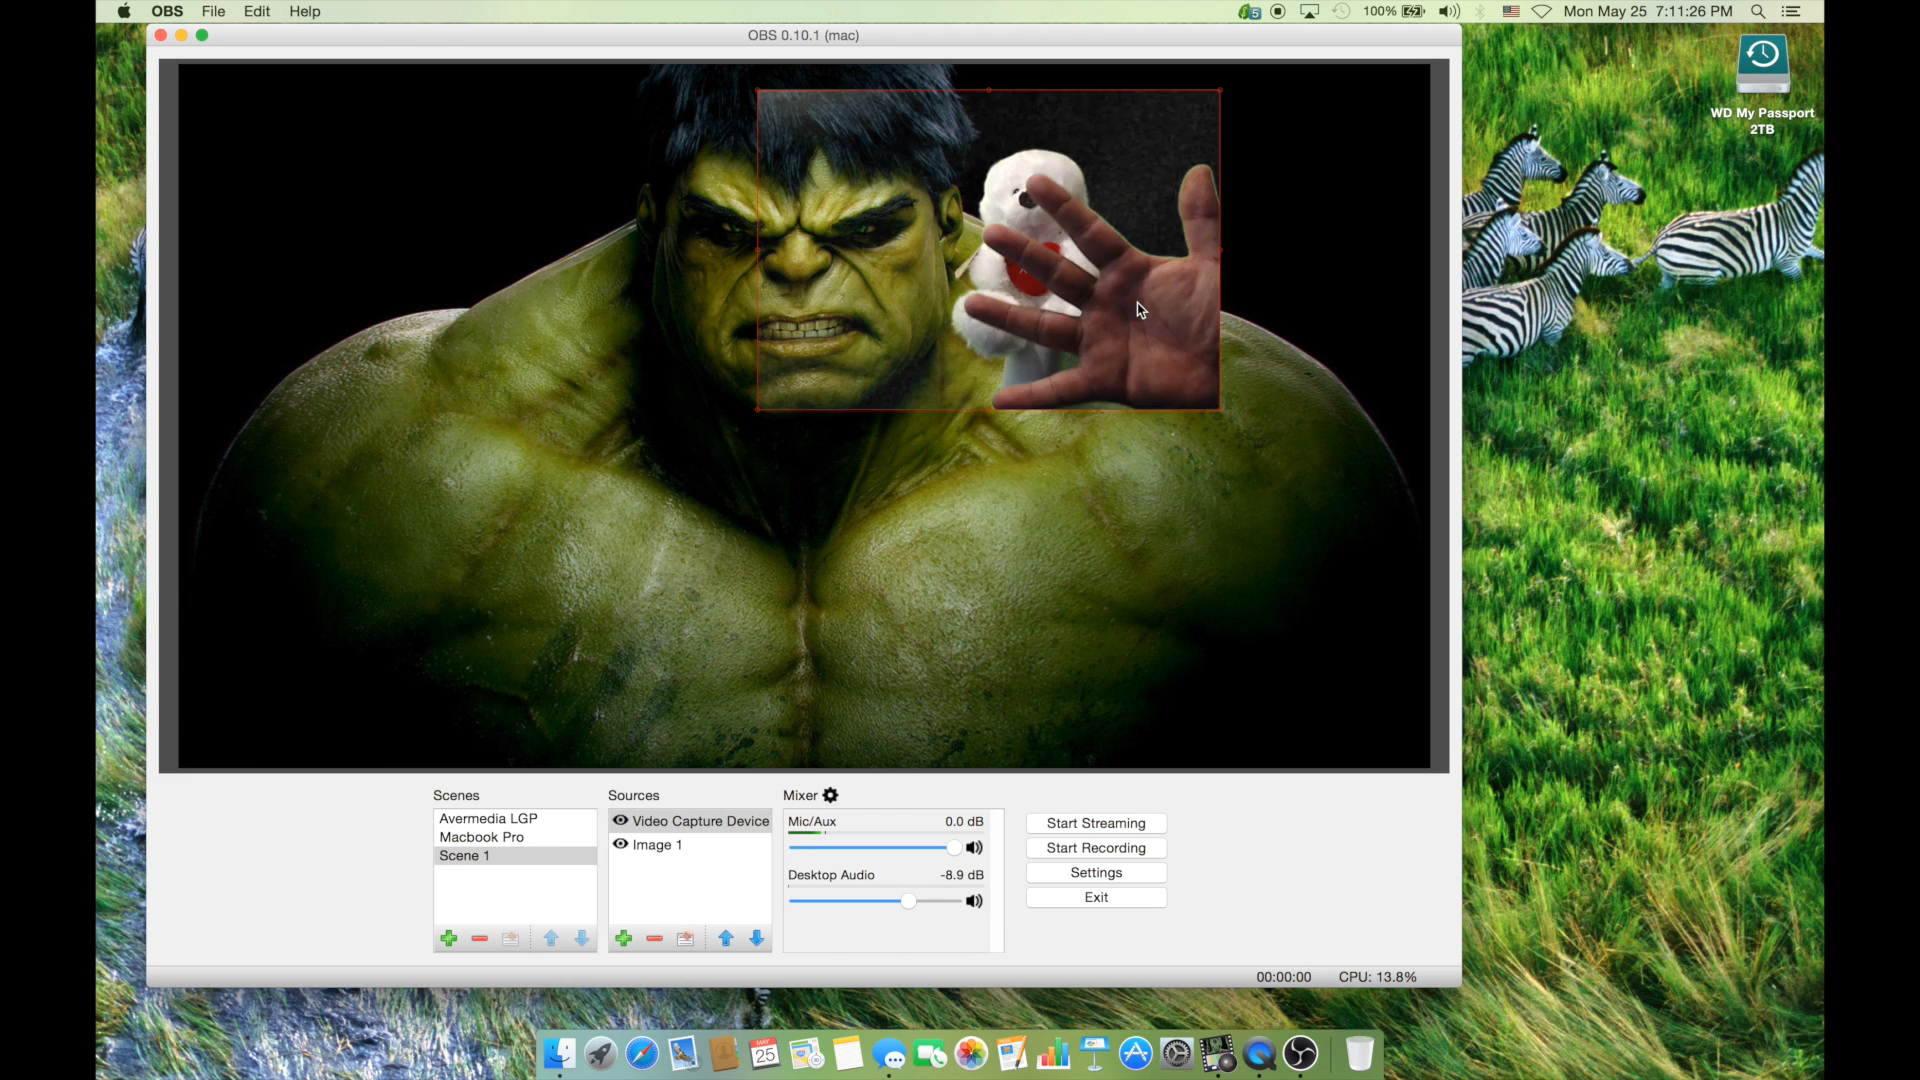 OBS File Edit Help
5 100% Mon May 25 7:11:26 PM
OBS 0.10.1 (mac)
WD My Passport
2TB
Scenes
Avermedia LGP
Macbook Pro
Scene 1
Sources
Video Capture Device
Image 1
Mixer
Mic/Aux 0.0 dB
Desktop Audio -8.9 dB
Start Streaming
Start Recording
Settings
Exit
00:00:00 CPU: 13.8%
MAY
25